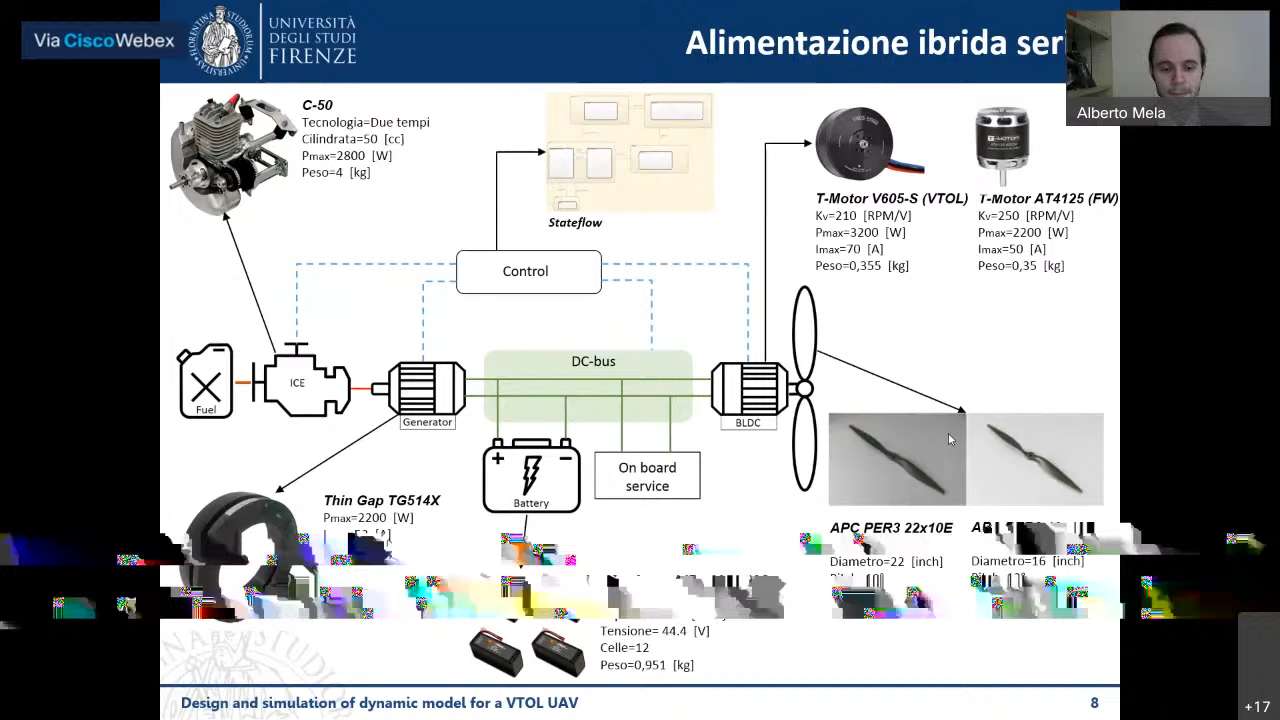 Via CiscoWebex
UNIVERSITÀ
DEGLI STUDI
FIRENZE
Alimentazione ibrida seri
Alberto Mela
C-50
Tecnologia=Due tempi
Cilindrata=50 [cc]
Pmax=2800 [W]
Peso=4 [kg]
Stateflow
T-Motor V605-S (VTOL)
Kv=210 [RPM/V]
Pmax=3200 [W]
Imax=70 [A]
Peso=0,355 [kg]
T-Motor AT4125 (FW)
Kv=250 [RPM/V]
Pmax=2200 [W]
Imax=50 [A]
Peso=0,35 [kg]
Control
DC-bus
Fuel
ICE
Generator
BLDC
Battery
On board
service
Thin Gap TG514X
Pmax=2200 [W]
APC PER3 22x10E
Diametro=22 [inch]
Diametro=16 [inch]
Tensione= 44.4 [V]
Celle=12
Peso=0,951 [kg]
Design and simulation of dynamic model for a VTOL UAV
8
+17